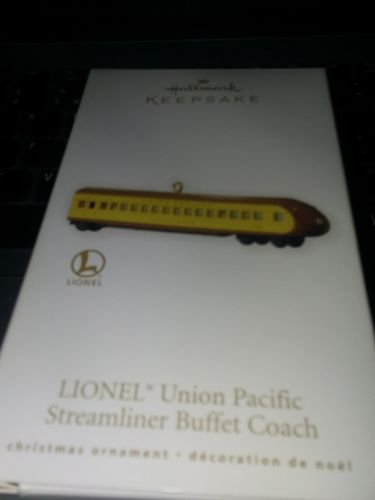 Hallmark
KEEPSAKE
L
LIONEL
LIONEL® Union Pacific
Streamliner Buffet Coach
christmas ornament • décoration de noël